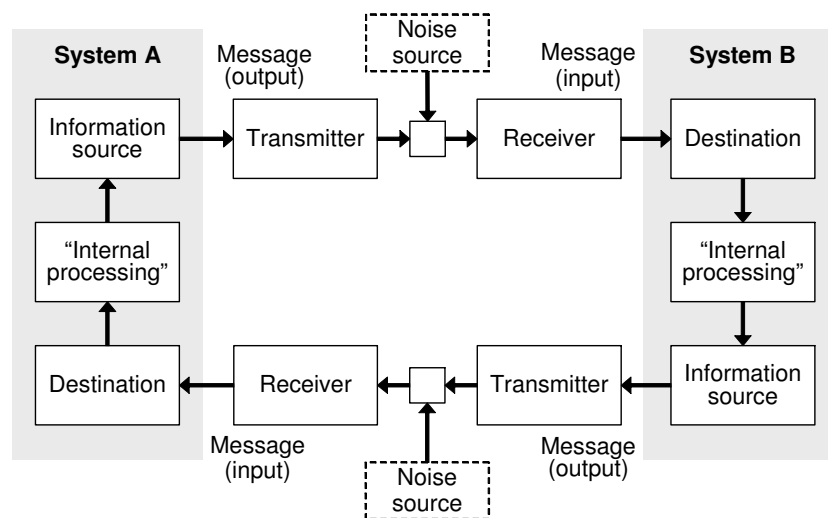 System A
Message
(output)
Noise
source
Message
(input)
System B
Information
source
Transmitter
Receiver
Destination
“Internal
processing”
“Internal
processing”
Destination
Receiver
Transmitter
Information
source
Message
(input)
Noise
source
Message
(output)